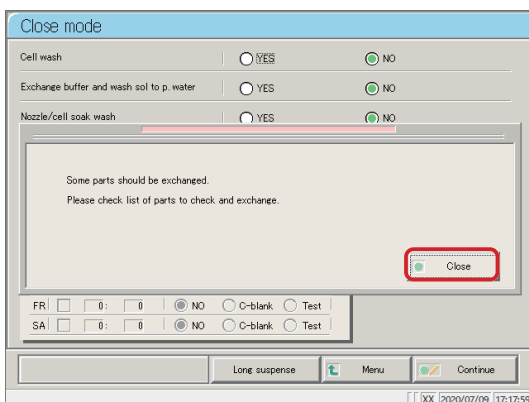 Close mode
Cell wash YES NO
Exchange buffer and wash sol to p. water YES NO
Nozzle/cell soak wash YES NO
Some parts should be exchanged.
Please check list of parts to check and exchange.
Close
FR 0: 0 NO C-blank Test
SA 0: 0 NO C-blank Test
Long suspense Menu Continue
XX 2020/07/09 17:17:55